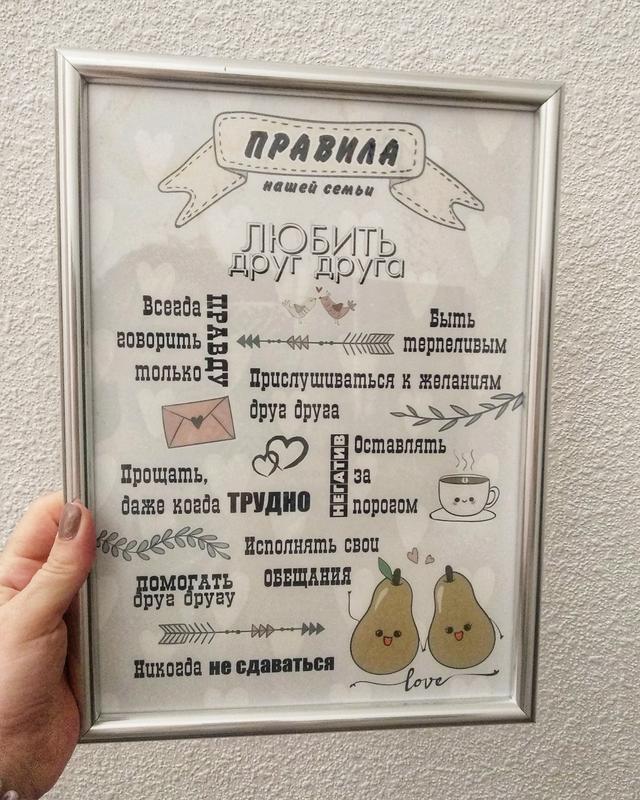 ПРАВИЛА
нашей семьи
ЛЮБИТЬ
друг друга
Всегда
говорить
только
ПРАВДУ
Быть
терпеливым
Прислушиваться к желаниям
друг друга
Прощать,
даже когда ТРУДНО
НЕГАТИВ
Оставлять
за
порогом
Исполнять свои
ОБЕЩАНИЯ
ПОМОГАТЬ
друг другу
Никогда не сдаваться
love